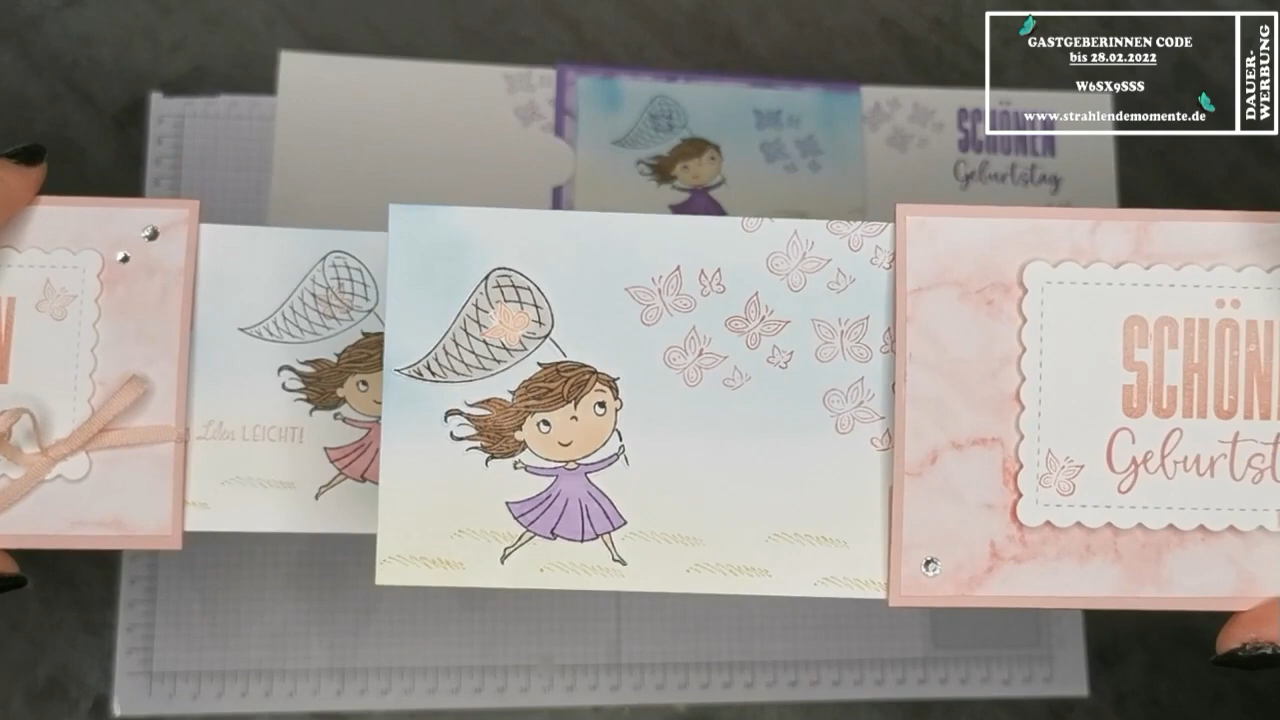 GASTGEBERINNEN CODE
bis 28.02.2022
W6SX9SSS
www.strahlendemomente.de
DAUER-
WERBUNG
SCHÖNEN
Geburtstag
N
Leben LEICHT!
SCHÖN
Geburtst